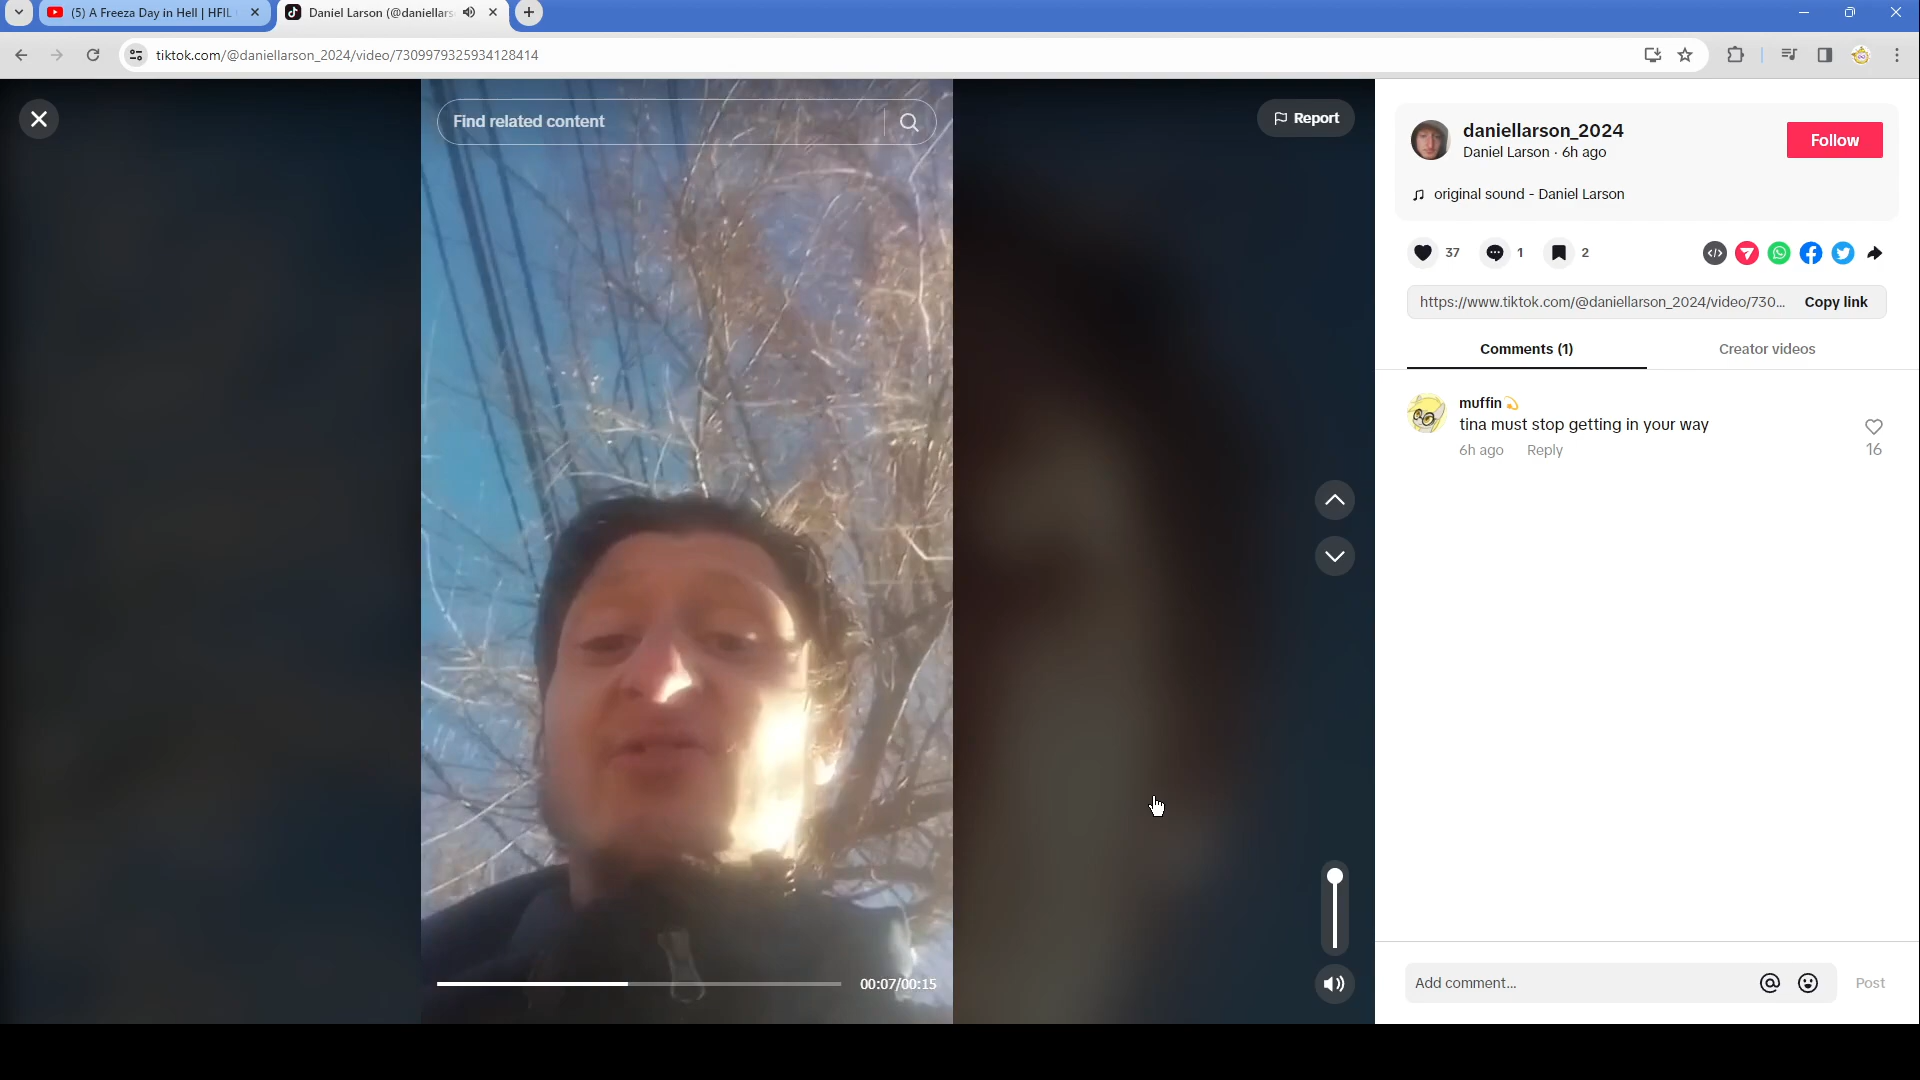 (5) A Freeza Day in Hell | HFIL
Daniel Larson (@daniellars
tiktok.com/@daniellarson_2024/video/7309979325934128414
Find related content
Report
daniellarson_2024
Daniel Larson · 6h ago
Follow
original sound - Daniel Larson
37
1
2
https://www.tiktok.com/@daniellarson_2024/video/730...
Copy link
Comments (1)
Creator videos
muffin💫
tina must stop getting in your way
6h ago
Reply
16
00:07/00:15
Add comment...
Post